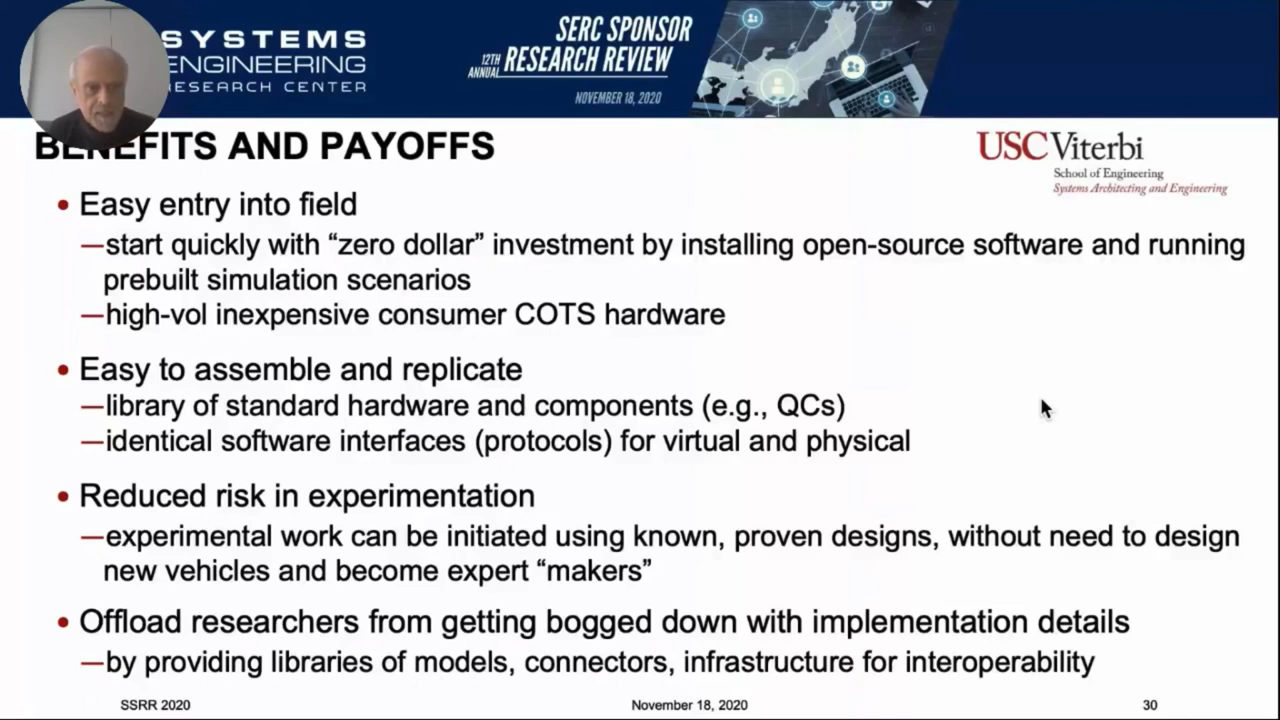 SYSTEMS
ENGINEERING
RESEARCH CENTER
SERC SPONSOR
12TH ANNUAL RESEARCH REVIEW
NOVEMBER 18, 2020
BENEFITS AND PAYOFFS
USC Viterbi
School of Engineering
Systems Architecting and Engineering
• Easy entry into field
—start quickly with “zero dollar” investment by installing open-source software and running
prebuilt simulation scenarios
—high-vol inexpensive consumer COTS hardware
• Easy to assemble and replicate
—library of standard hardware and components (e.g., QCs)
—identical software interfaces (protocols) for virtual and physical
• Reduced risk in experimentation
—experimental work can be initiated using known, proven designs, without need to design
new vehicles and become expert “makers”
• Offload researchers from getting bogged down with implementation details
—by providing libraries of models, connectors, infrastructure for interoperability
SSRR 2020
November 18, 2020
30